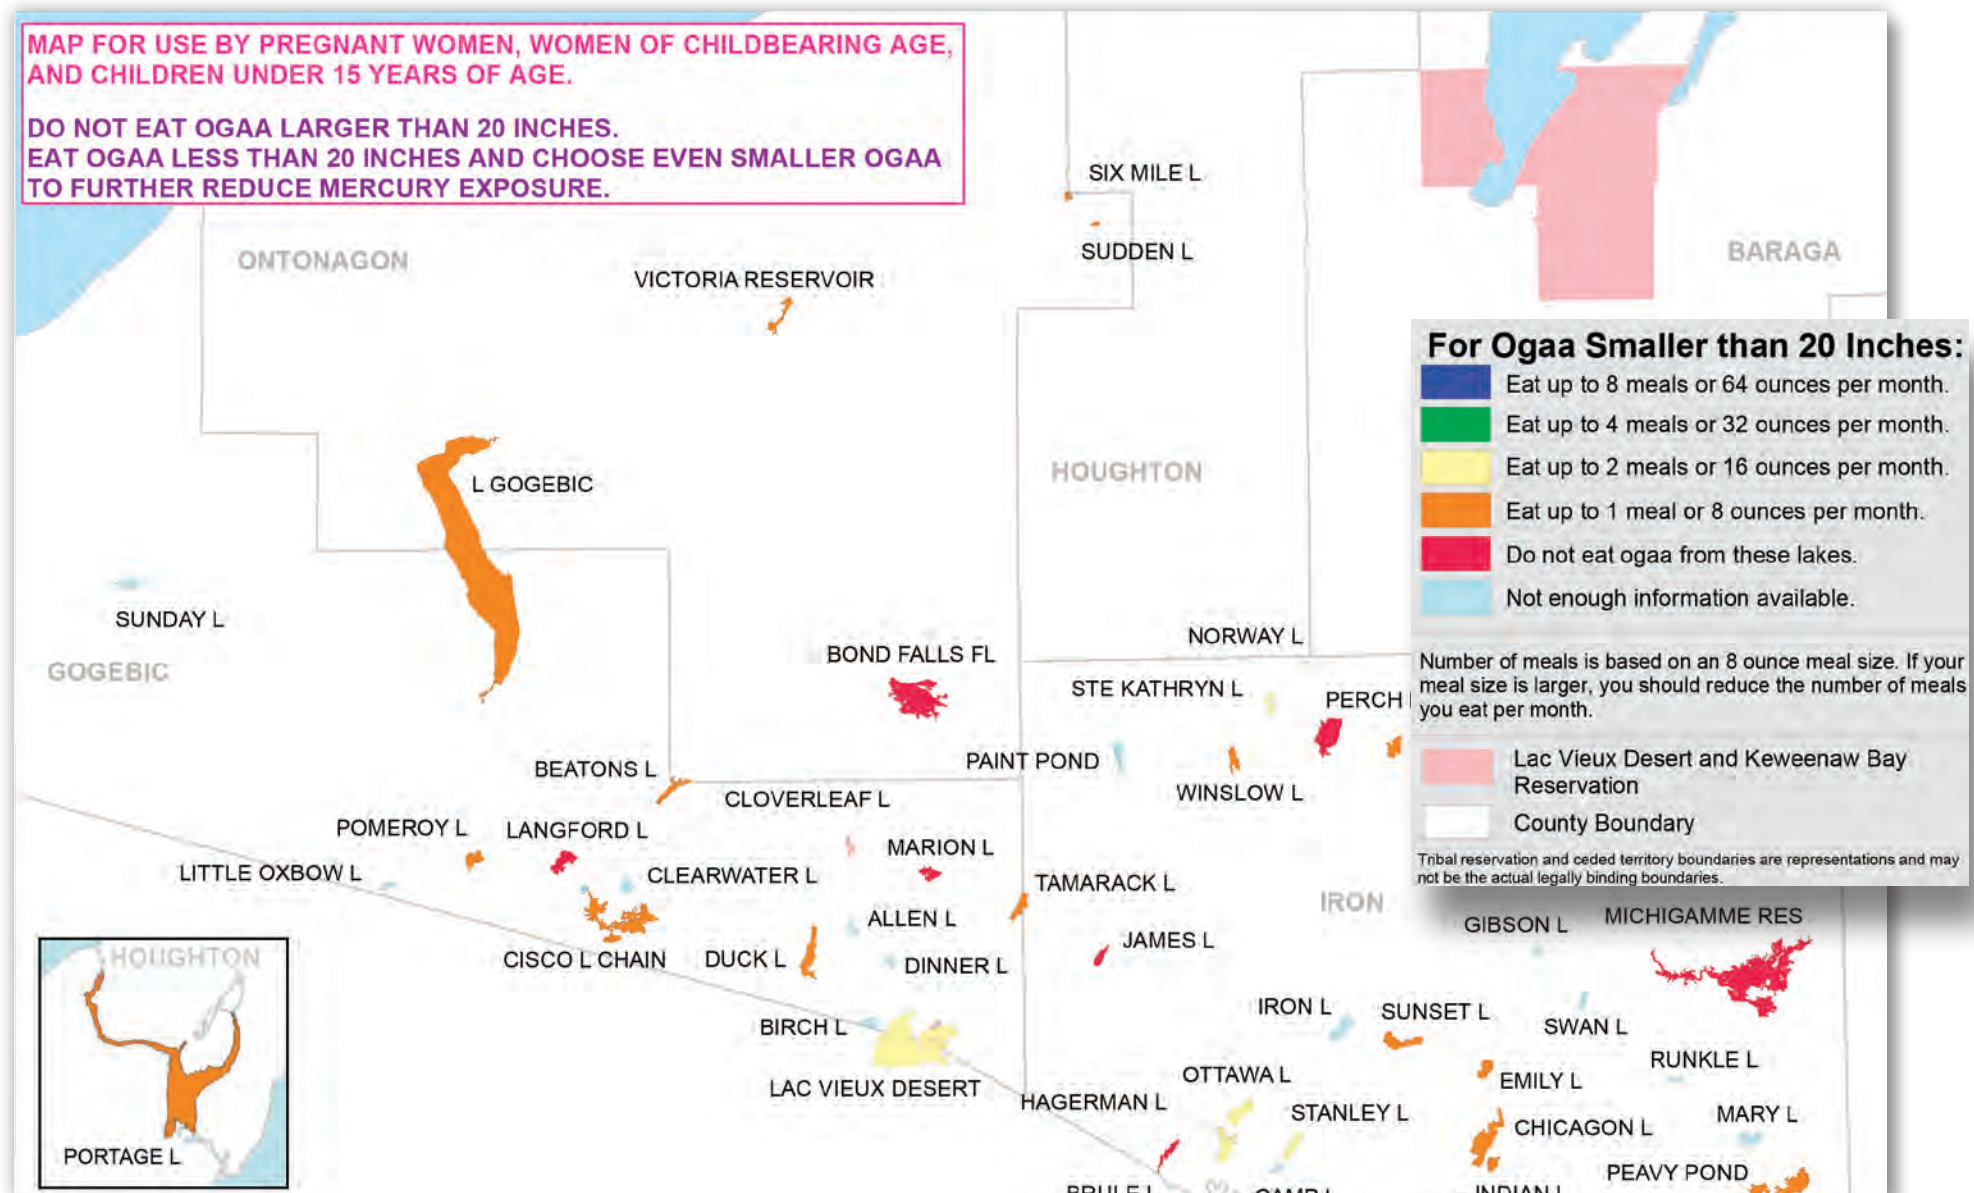 MAP FOR USE BY PREGNANT WOMEN, WOMEN OF CHILDBEARING AGE,
AND CHILDREN UNDER 15 YEARS OF AGE.
DO NOT EAT OGAA LARGER THAN 20 INCHES.
EAT OGAA LESS THAN 20 INCHES AND CHOOSE EVEN SMALLER OGAA
TO FURTHER REDUCE MERCURY EXPOSURE.
SIX MILE L
SUDDEN L
BARAGA
ONTONAGON
VICTORIA RESERVOIR
For Ogaa Smaller than 20 Inches:
Eat up to 8 meals or 64 ounces per month.
Eat up to 4 meals or 32 ounces per month.
Eat up to 2 meals or 16 ounces per month.
Eat up to 1 meal or 8 ounces per month.
Do not eat ogaa from these lakes.
Not enough information available.
Number of meals is based on an 8 ounce meal size. If your
meal size is larger, you should reduce the number of meals
you eat per month.
Lac Vieux Desert and Keweenaw Bay
Reservation
County Boundary
Tribal reservation and ceded territory boundaries are representations and may
not be the actual legally binding boundaries.
HOUGHTON
L GOGEBIC
SUNDAY L
GOGEBIC
NORWAY L
BOND FALLS FL
STE KATHRYN L
PERCH
PAINT POND
BEATONS L
WINSLOW L
CLOVERLEAF L
POMEROY L
LANGFORD L
MARION L
LITTLE OXBOW L
CLEARWATER L
TAMARACK L
IRON
ALLEN L
GIBSON L
MICHIGAMME RES
JAMES L
CISCO L CHAIN
DUCK L
DINNER L
HOUGHTON
IRON L
SUNSET L
SWAN L
BIRCH L
RUNKLE L
OTTAWA L
EMILY L
LAC VIEUX DESERT
HAGERMAN L
STANLEY L
MARY L
CHICAGON L
PORTAGE L
PEAVY POND
BRULE L
CAMP L
INDIAN L